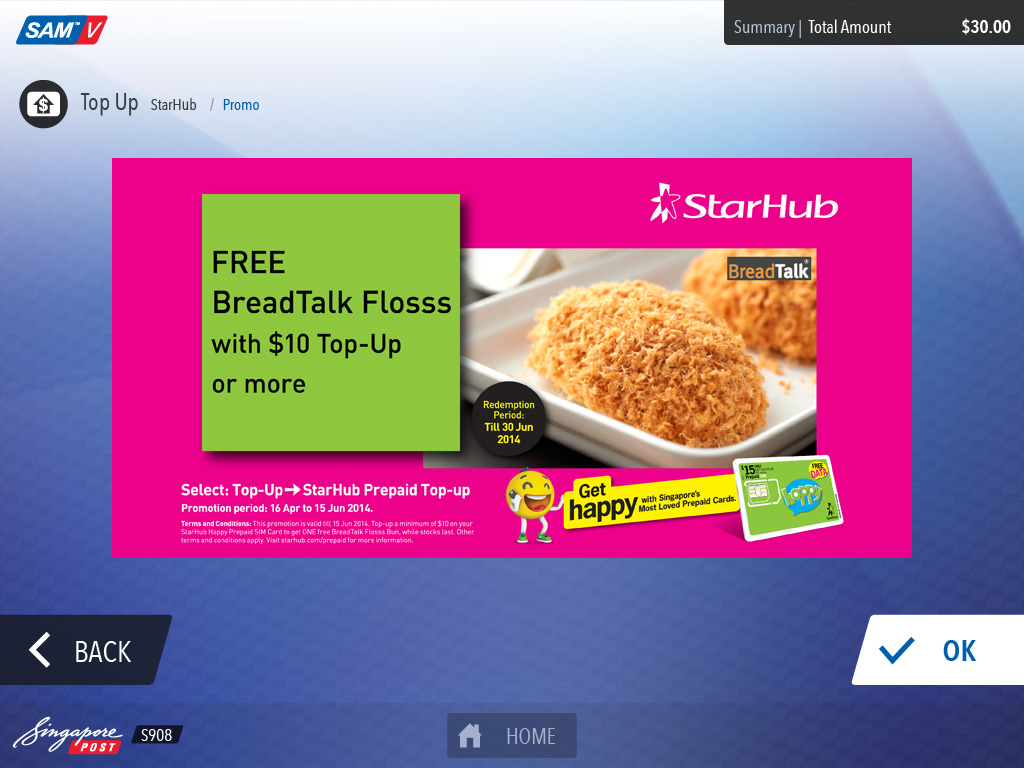 SAM™ V
Summary | Total Amount $30.00
Top Up StarHub / Promo
StarHub
FREE
BreadTalk Flosss
with $10 Top-Up
or more
BreadTalk®
Redemption
Period:
Till 30 Jun
2014
Select: Top-Up→StarHub Prepaid Top-up
Promotion period: 16 Apr to 15 Jun 2014.
Terms and Conditions: This promotion is valid till 15 Jun 2014. Top-up a minimum of $10 on your
StarHub Happy Prepaid SIM Card to get ONE free BreadTalk Flosss Bun, while stocks last. Other
terms and conditions apply. Visit starhub.com/prepaid for more information.
Get
happy
with Singapore's
Most Loved Prepaid Cards.
$15
Prepaid
FREE
DATA
Happy
BACK
OK
Singapore
POST
S908
HOME